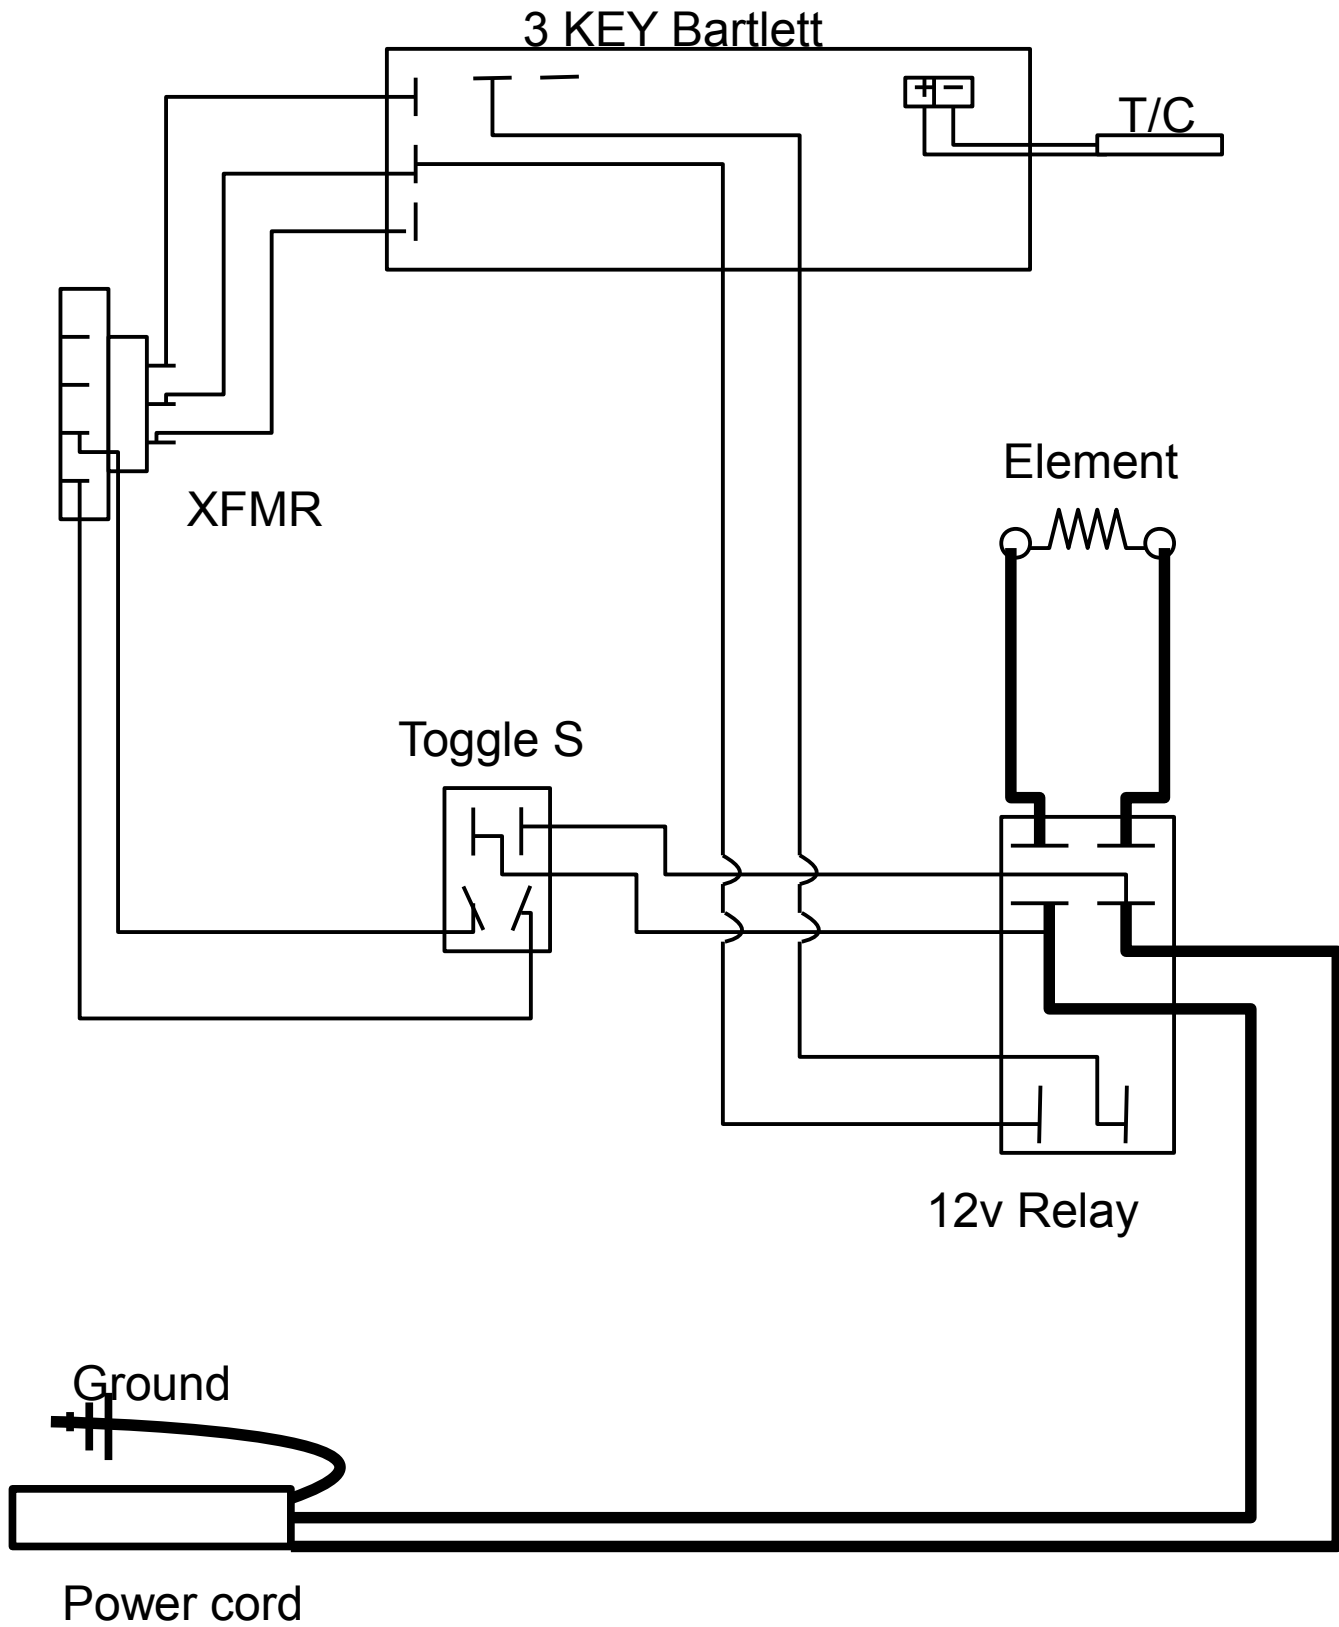 3 KEY Bartlett
+ −
T/C
Element
XFMR
Toggle S
12v Relay
Ground
Power cord